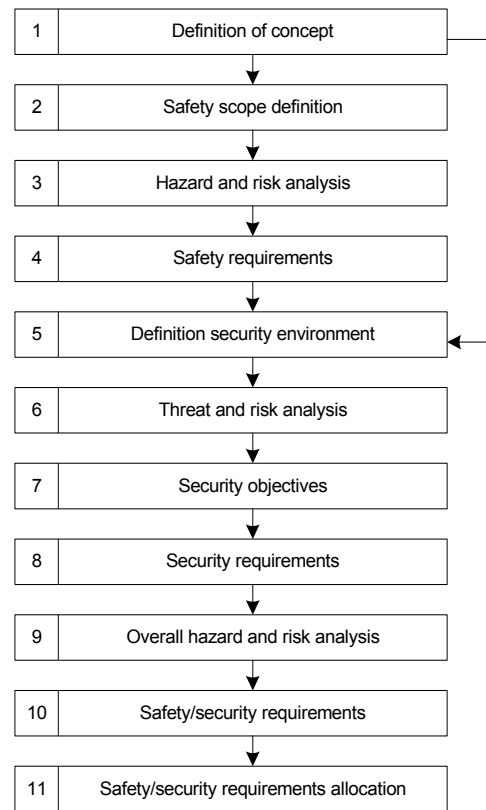 1 Definition of concept
2 Safety scope definition
3 Hazard and risk analysis
4 Safety requirements
5 Definition security environment
6 Threat and risk analysis
7 Security objectives
8 Security requirements
9 Overall hazard and risk analysis
10 Safety/security requirements
11 Safety/security requirements allocation